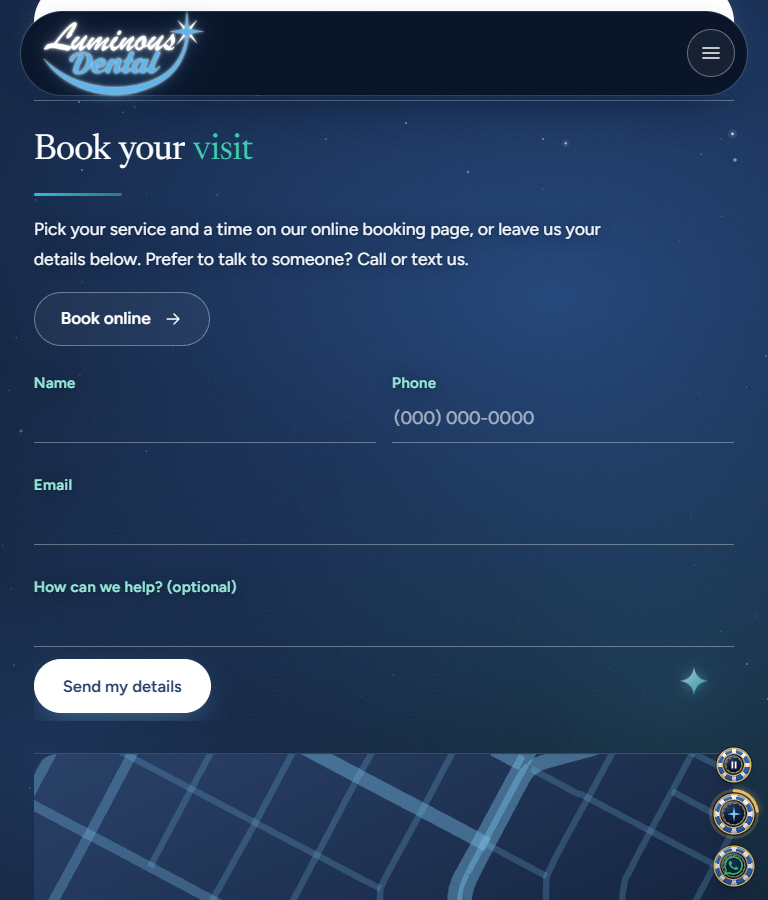 Luminous
Dental
Book your visit
Pick your service and a time on our online booking page, or leave us your
details below. Prefer to talk to someone? Call or text us.
Book online →
Name
Phone
(000) 000-0000
Email
How can we help? (optional)
Send my details